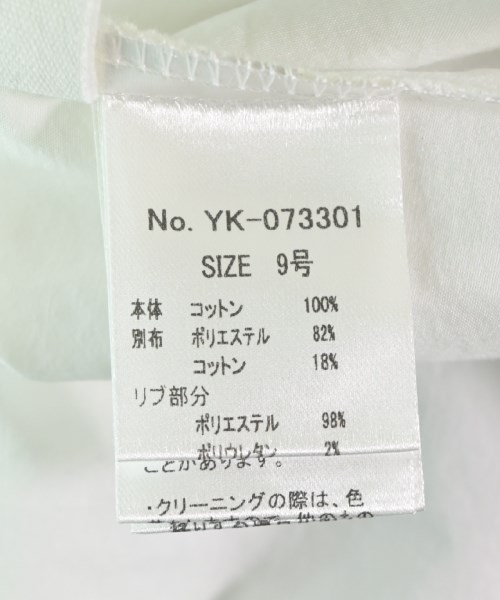 No. YK-073301
SIZE 9号
本体 コットン 100%
別布 ポリエステル 82%
コットン 18%
リブ部分
ポリエステル 98%
ポリウレタン 2%
ことがあります。
・クリーニングの際は、色